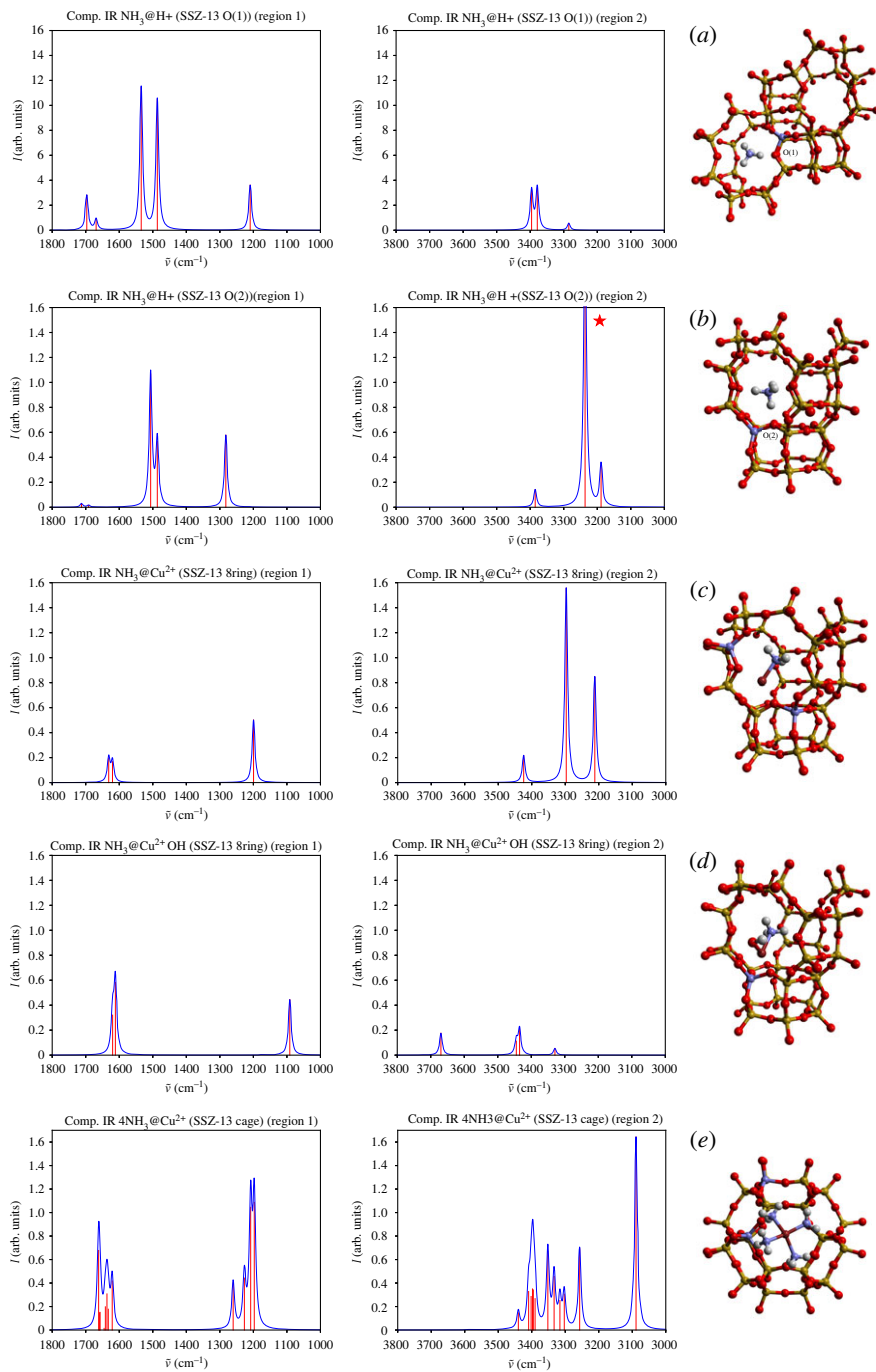 Comp. IR NH₃@H+ (SSZ-13 O(1)) (region 1)
16
14
12
10
8
6
4
2
0
I (arb. units)
1800 1700 1600 1500 1400 1300 1200 1100 1000
ṽ (cm⁻¹)
Comp. IR NH₃@H+ (SSZ-13 O(1)) (region 2)
16
14
12
10
8
6
4
2
0
I (arb. units)
3800 3700 3600 3500 3400 3300 3200 3100 3000
ṽ (cm⁻¹)
(a)
O(1)
Comp. IR NH₃@H+ (SSZ-13 O(2))(region 1)
1.6
1.4
1.2
1.0
0.8
0.6
0.4
0.2
0
I (arb. units)
1800 1700 1600 1500 1400 1300 1200 1100 1000
ṽ (cm⁻¹)
Comp. IR NH₃@H +(SSZ-13 O(2)) (region 2)
1.6
1.4
1.2
1.0
0.8
0.6
0.4
0.2
0
I (arb. units)
3800 3700 3600 3500 3400 3300 3200 3100 3000
ṽ (cm⁻¹)
(b)
O(2)
Comp. IR NH₃@Cu²⁺ (SSZ-13 8ring) (region 1)
1.6
1.4
1.2
1.0
0.8
0.6
0.4
0.2
0
I (arb. units)
1800 1700 1600 1500 1400 1300 1200 1100 1000
ṽ (cm⁻¹)
Comp. IR NH₃@Cu²⁺ (SSZ-13 8ring) (region 2)
1.6
1.4
1.2
1.0
0.8
0.6
0.4
0.2
0
I (arb. units)
3800 3700 3600 3500 3400 3300 3200 3100 3000
ṽ (cm⁻¹)
(c)
Comp. IR NH₃@Cu²⁺ OH (SSZ-13 8ring) (region 1)
1.6
1.4
1.2
1.0
0.8
0.6
0.4
0.2
0
I (arb. units)
1800 1700 1600 1500 1400 1300 1200 1100 1000
ṽ (cm⁻¹)
Comp. IR NH₃@Cu²⁺ OH (SSZ-13 8ring) (region 2)
1.6
1.4
1.2
1.0
0.8
0.6
0.4
0.2
0
I (arb. units)
3800 3700 3600 3500 3400 3300 3200 3100 3000
ṽ (cm⁻¹)
(d)
Comp. IR 4NH₃@Cu²⁺ (SSZ-13 cage) (region 1)
1.6
1.4
1.2
1.0
0.8
0.6
0.4
0.2
0
I (arb. units)
1800 1700 1600 1500 1400 1300 1200 1100 1000
ṽ (cm⁻¹)
Comp. IR 4NH3@Cu²⁺ (SSZ-13 cage) (region 2)
1.6
1.4
1.2
1.0
0.8
0.6
0.4
0.2
0
I (arb. units)
3800 3700 3600 3500 3400 3300 3200 3100 3000
ṽ (cm⁻¹)
(e)